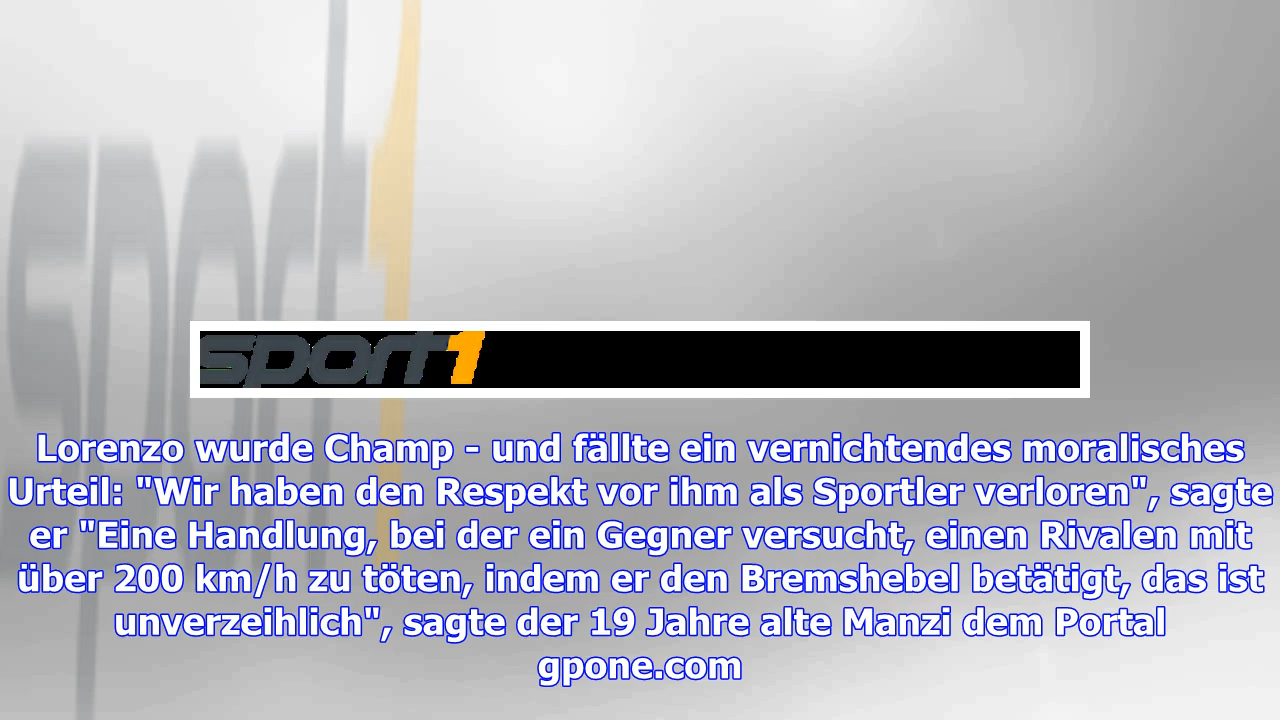 sport1
sport1
Lorenzo wurde Champ - und fällte ein vernichtendes moralisches
Urteil: "Wir haben den Respekt vor ihm als Sportler verloren", sagte
er "Eine Handlung, bei der ein Gegner versucht, einen Rivalen mit
über 200 km/h zu töten, indem er den Bremshebel betätigt, das ist
unverzeihlich", sagte der 19 Jahre alte Manzi dem Portal
gpone.com